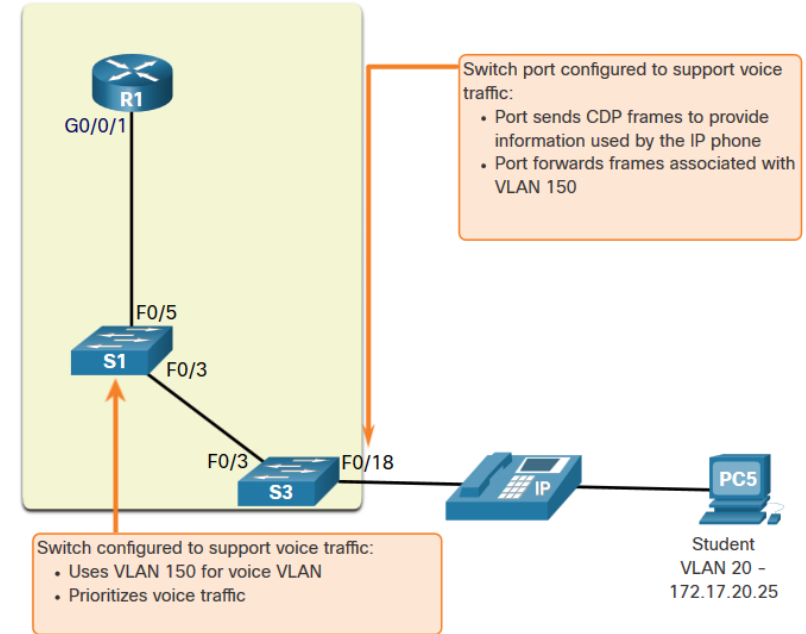 R1
G0/0/1
Switch port configured to support voice
traffic:
• Port sends CDP frames to provide
information used by the IP phone
• Port forwards frames associated with
VLAN 150
F0/5
S1
F0/3
F0/3
S3
F0/18
IP
PC5
Student
VLAN 20 –
172.17.20.25
Switch configured to support voice traffic:
• Uses VLAN 150 for voice VLAN
• Prioritizes voice traffic